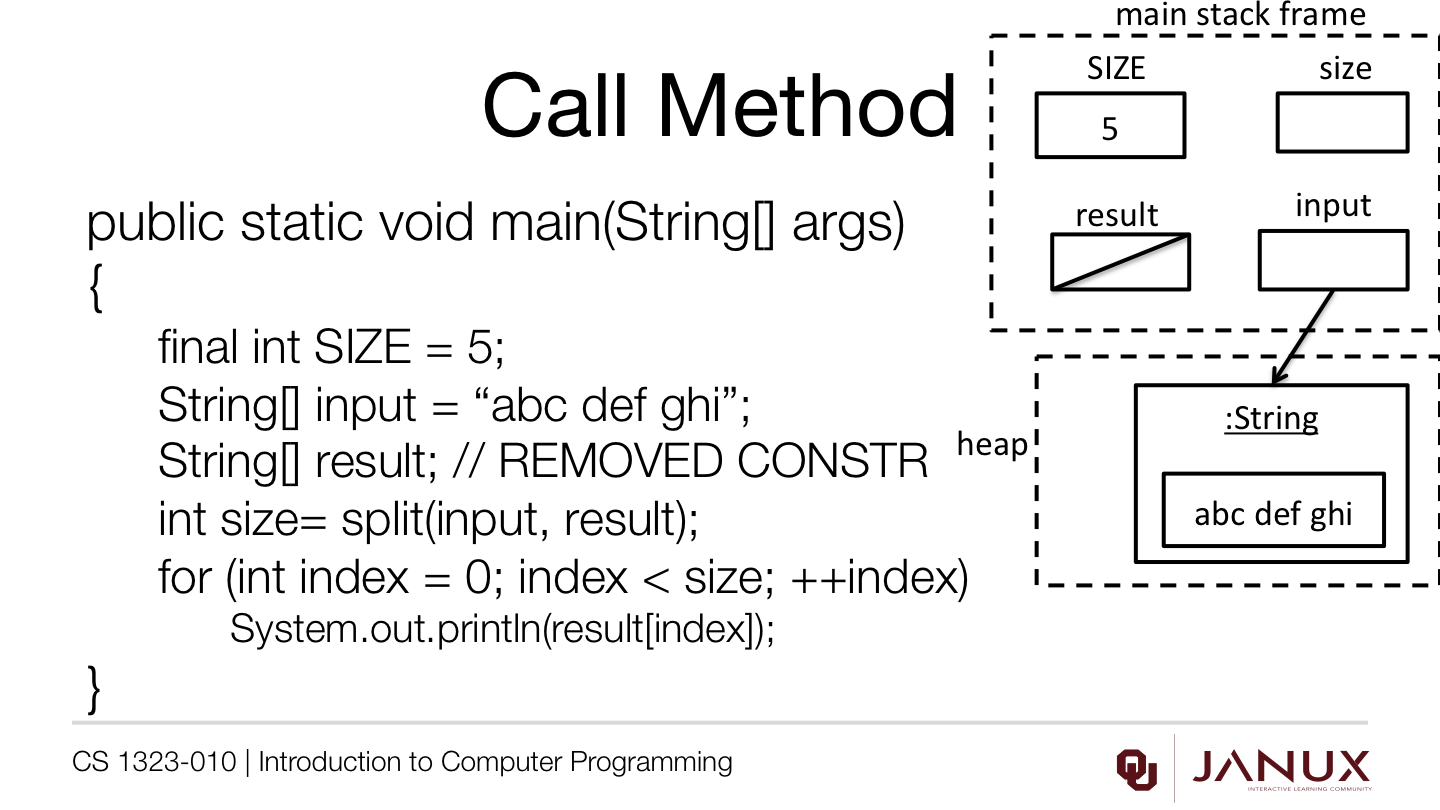 main stack frame
Call Method
SIZE
size
5
result
input
public static void main(String[] args)
{
final int SIZE = 5;
String[] input = “abc def ghi”;
String[] result; // REMOVED CONSTR
int size= split(input, result);
for (int index = 0; index < size; ++index)
System.out.println(result[index]);
}
heap
:String
abc def ghi
CS 1323-010 | Introduction to Computer Programming
OU
JANUX
INTERACTIVE LEARNING COMMUNITY